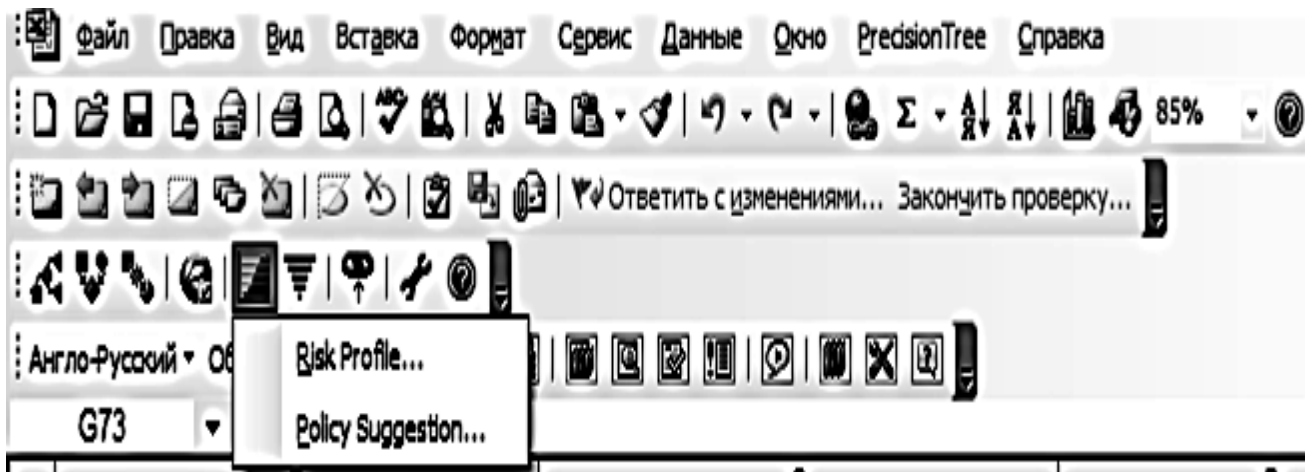 Файл Правка Вид Вставка Формат Сервис Данные Окно PrecisionTree Справка
85%
Ответить с изменениями... Закончить проверку...
Англо-Русский Об
Risk Profile...
G73
Policy Suggestion...